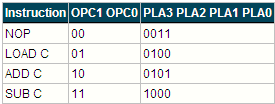 Instruction OPC1 OPC0 PLA3 PLA2 PLA1 PLA0
NOP 00 0011
LOAD C 01 0100
ADD C 10 0101
SUB C 11 1000